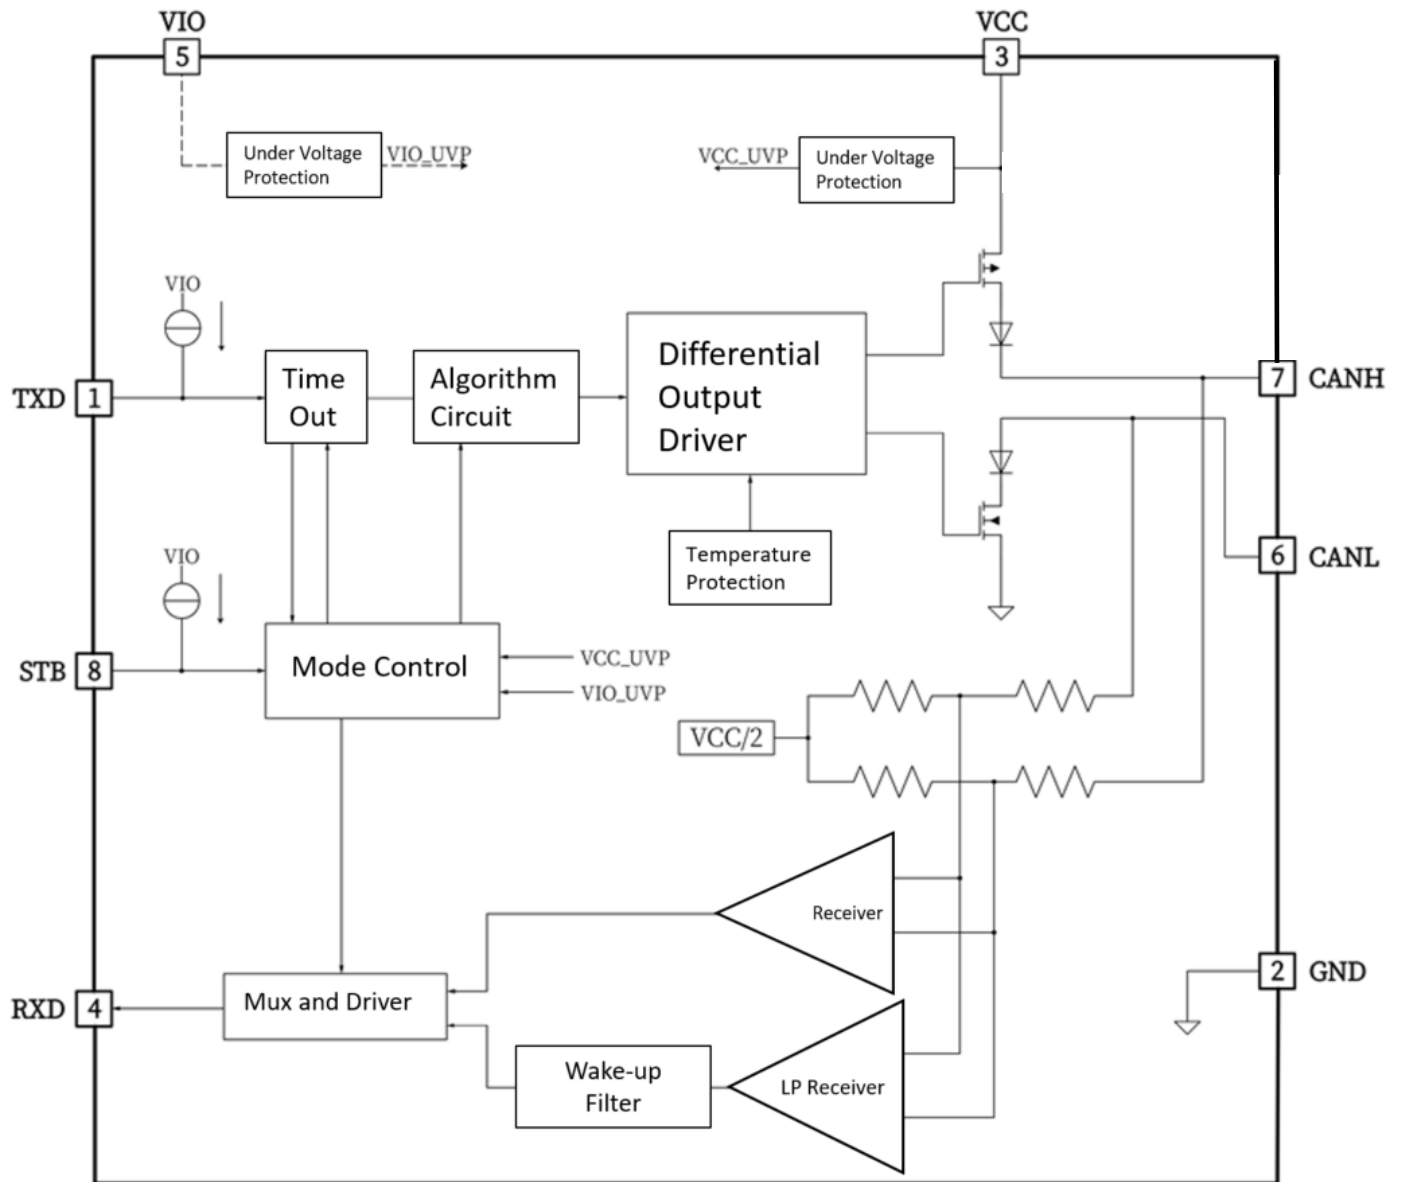 VIO
VCC
5
3
Under Voltage
Protection
VIO_UVP
VCC_UVP
Under Voltage
Protection
VIO
TXD
1
Time
Out
Algorithm
Circuit
Differential
Output
Driver
7
CANH
Temperature
Protection
6
CANL
VIO
STB
8
Mode Control
VCC_UVP
VIO_UVP
VCC/2
Receiver
2
GND
RXD
4
Mux and Driver
Wake-up
Filter
LP Receiver